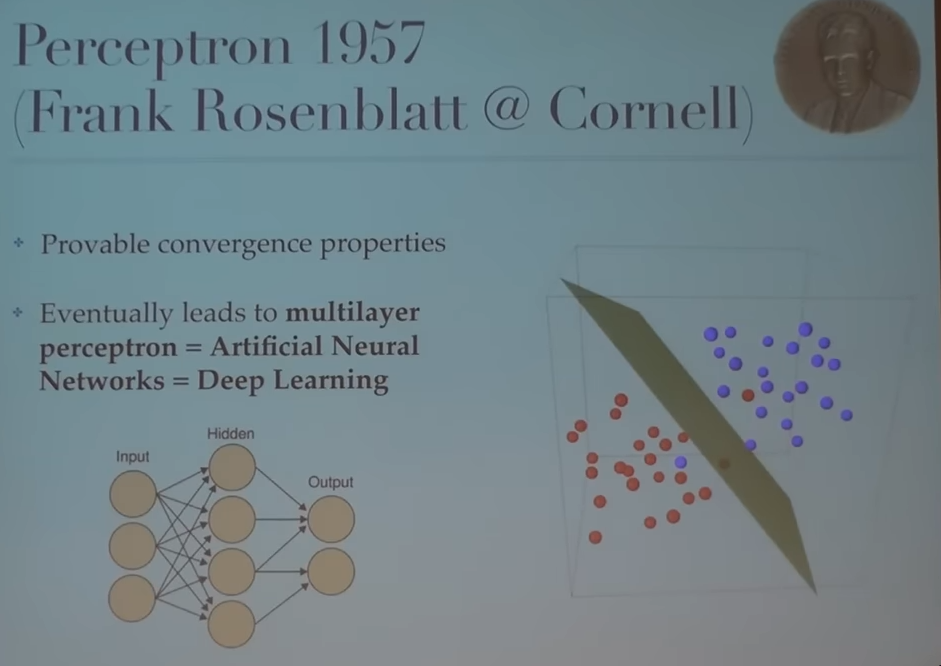 Perceptron 1957
(Frank Rosenblatt @ Cornell)
Provable convergence properties
Eventually leads to multilayer
perceptron = Artificial Neural
Networks = Deep Learning
Hidden
Input
Output